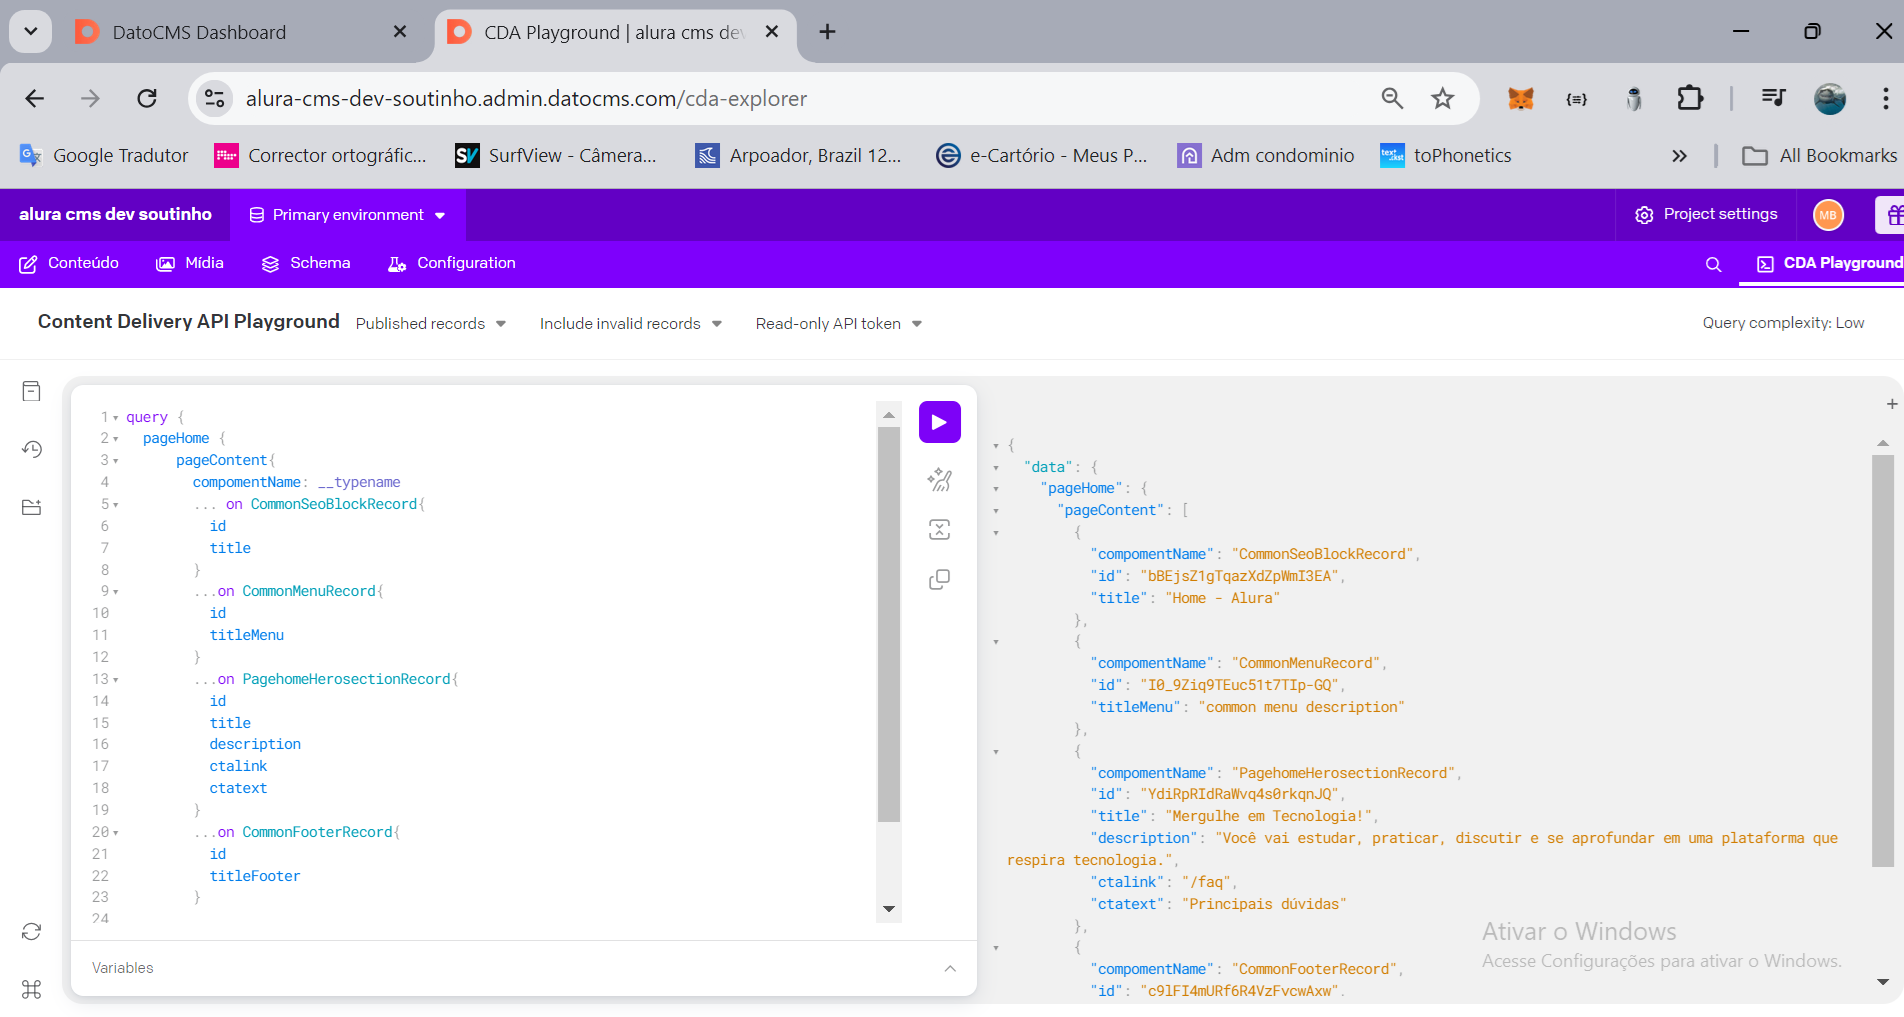 DatoCMS Dashboard
CDA Playground | alura cms dev
alura-cms-dev-soutinho.admin.datocms.com/cda-explorer
Google Tradutor
Corrector ortográfic...
SurfView - Câmera...
Arpoador, Brazil 12...
e-Cartório - Meus P...
Adm condominio
toPhonetics
All Bookmarks
alura cms dev soutinho
Primary environment
Project settings
MB
Conteúdo
Mídia
Schema
Configuration
CDA Playground
Content Delivery API Playground
Published records
Include invalid records
Read-only API token
Query complexity: Low
1 query {
2 pageHome {
3 pageContent{
4 compomentName: __typename
5 ... on CommonSeoBlockRecord{
6 id
7 title
8 }
9 ...on CommonMenuRecord{
10 id
11 titleMenu
12 }
13 ...on PagehomeHerosectionRecord{
14 id
15 title
16 description
17 ctalink
18 ctatext
19 }
20 ...on CommonFooterRecord{
21 id
22 titleFooter
23 }
24
Variables
{
"data": {
"pageHome": {
"pageContent": [
{
"compomentName": "CommonSeoBlockRecord",
"id": "bBEjsZ1gTqazXdZpWmI3EA",
"title": "Home - Alura"
},
{
"compomentName": "CommonMenuRecord",
"id": "I0_9Ziq9TEuc51t7TIp-GQ",
"titleMenu": "common menu description"
},
{
"compomentName": "PagehomeHerosectionRecord",
"id": "YdiRpRIdRaWvq4s0rkqnJQ",
"title": "Mergulhe em Tecnologia!",
"description": "Você vai estudar, praticar, discutir e se aprofundar em uma plataforma que
respira tecnologia.",
"ctalink": "/faq",
"ctatext": "Principais dúvidas"
},
{
"compomentName": "CommonFooterRecord",
"id": "c9lFI4mURf6R4VzFvcwAxw",
Ativar o Windows
Acesse Configurações para ativar o Windows.